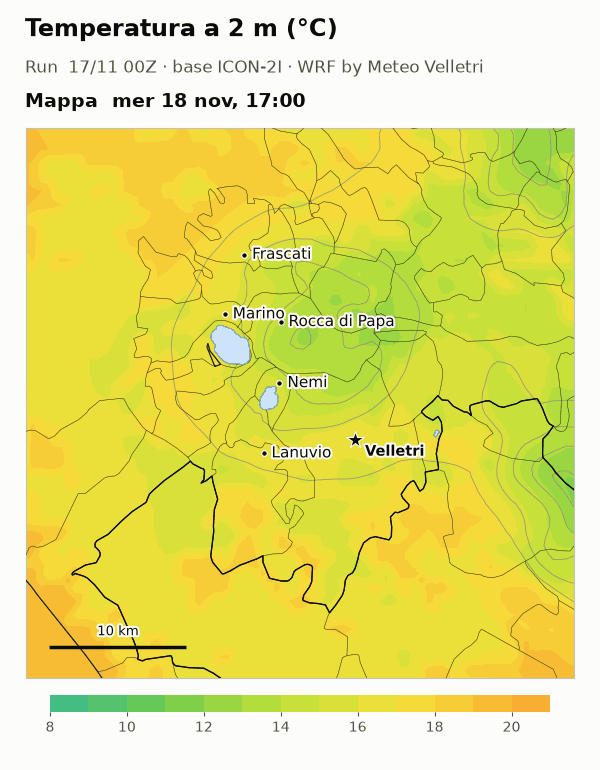 Temperatura a 2 m (°C)
Run  17/11 00Z · base ICON-2I · WRF by Meteo Velletri
Mappa  mer 18 nov, 17:00
Frascati
Marino
Rocca di Papa
Nemi
Velletri
Lanuvio
10 km
8 10 12 14 16 18 20